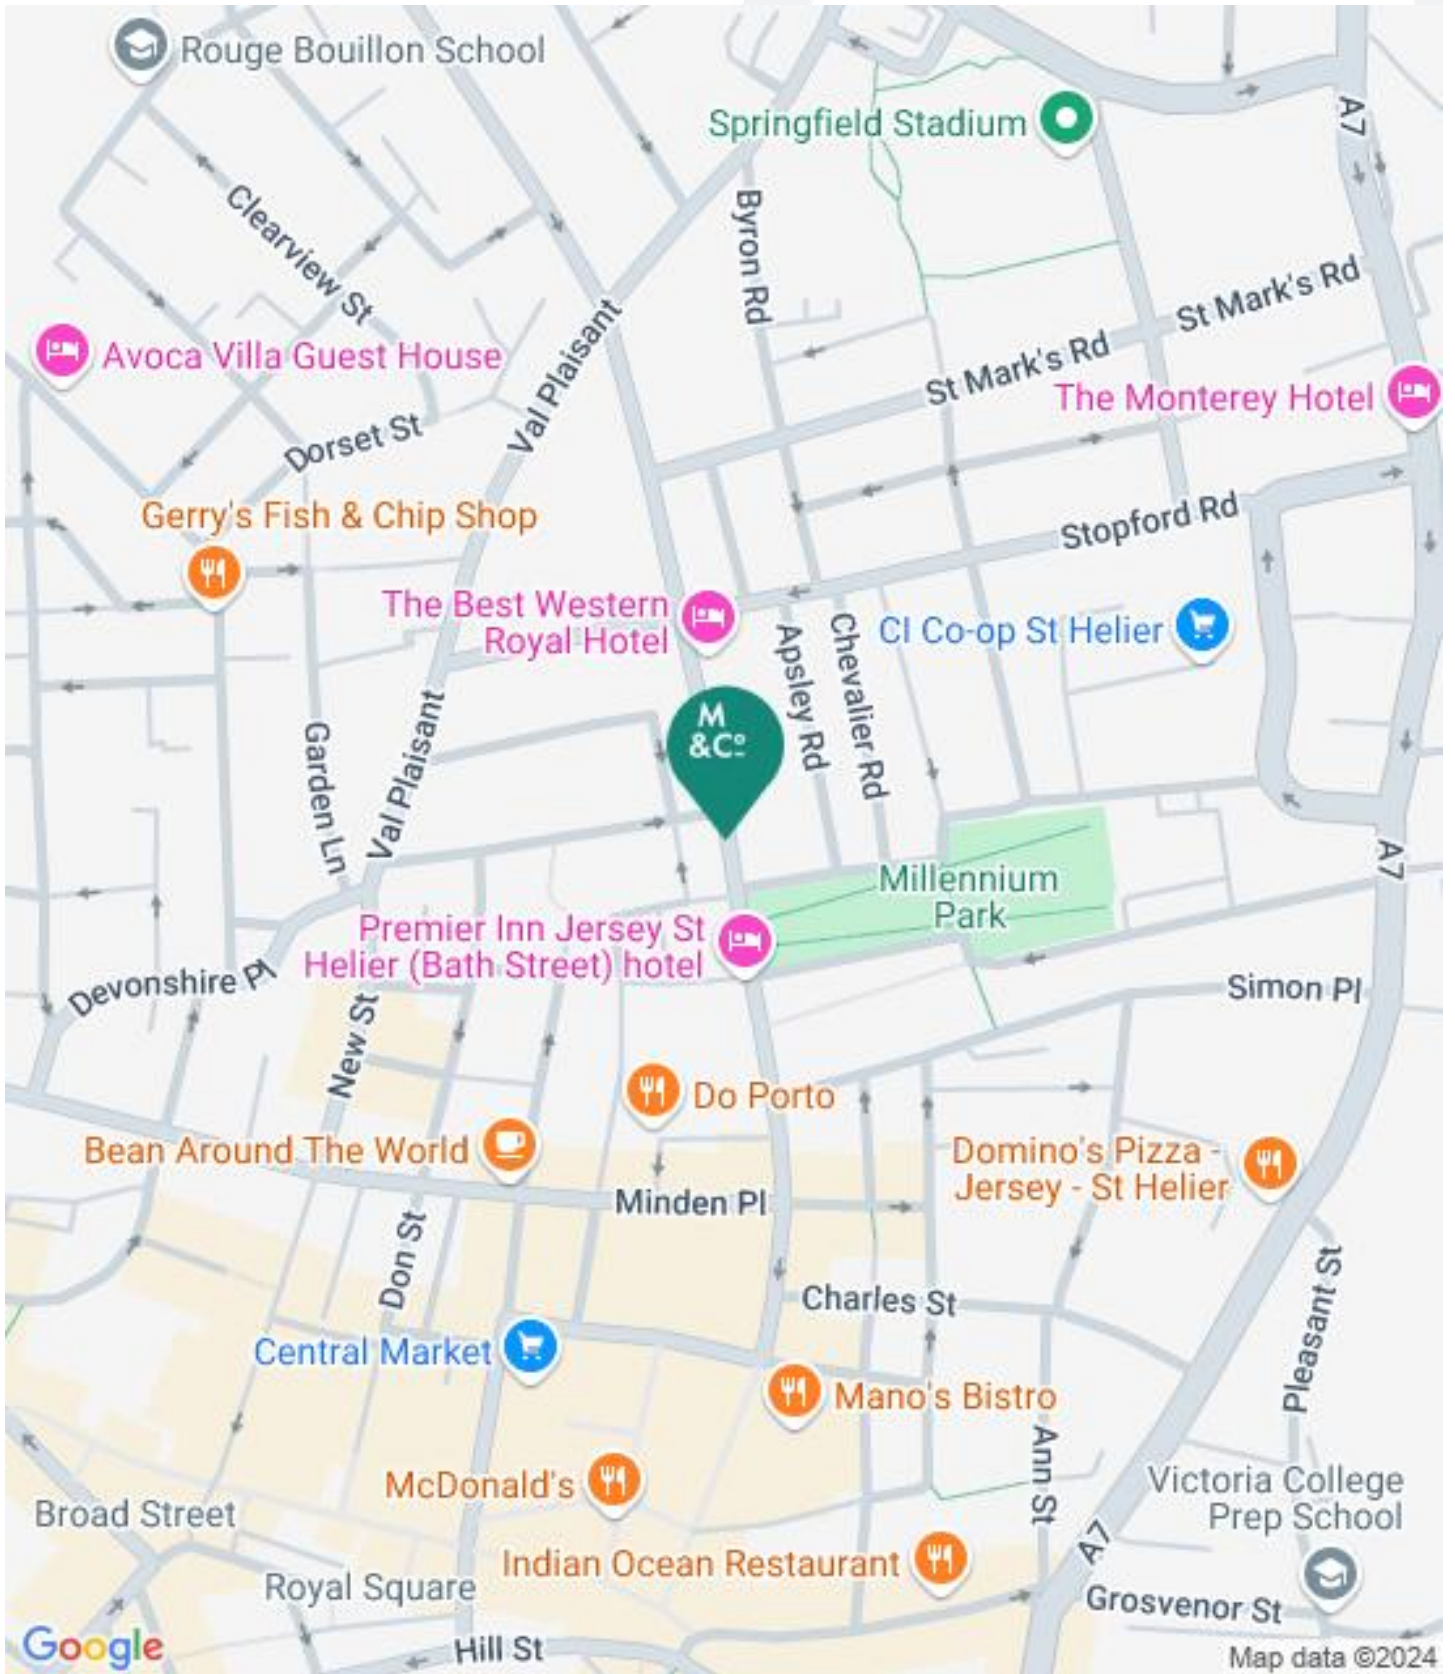 Rouge Bouillon School
Springfield Stadium
A7
Clearview St
Byron Rd
St Mark's Rd
St Mark's Rd
Avoca Villa Guest House
Val Plaisant
The Monterey Hotel
Dorset St
Gerry's Fish & Chip Shop
Stopford Rd
The Best Western
Royal Hotel
CI Co-op St Helier
Apsley Rd
Chevalier Rd
M
&Cº
Garden Ln
Val Plaisant
A7
Millennium
Park
Premier Inn Jersey St
Helier (Bath Street) hotel
Devonshire Pl
Simon Pl
New St
Do Porto
Bean Around The World
Domino's Pizza -
Jersey - St Helier
Minden Pl
Don St
Charles St
Pleasant St
Central Market
Mano's Bistro
Ann St
McDonald's
Victoria College
Prep School
Broad Street
A7
Indian Ocean Restaurant
Royal Square
Grosvenor St
Google
Hill St
Map data ©2024